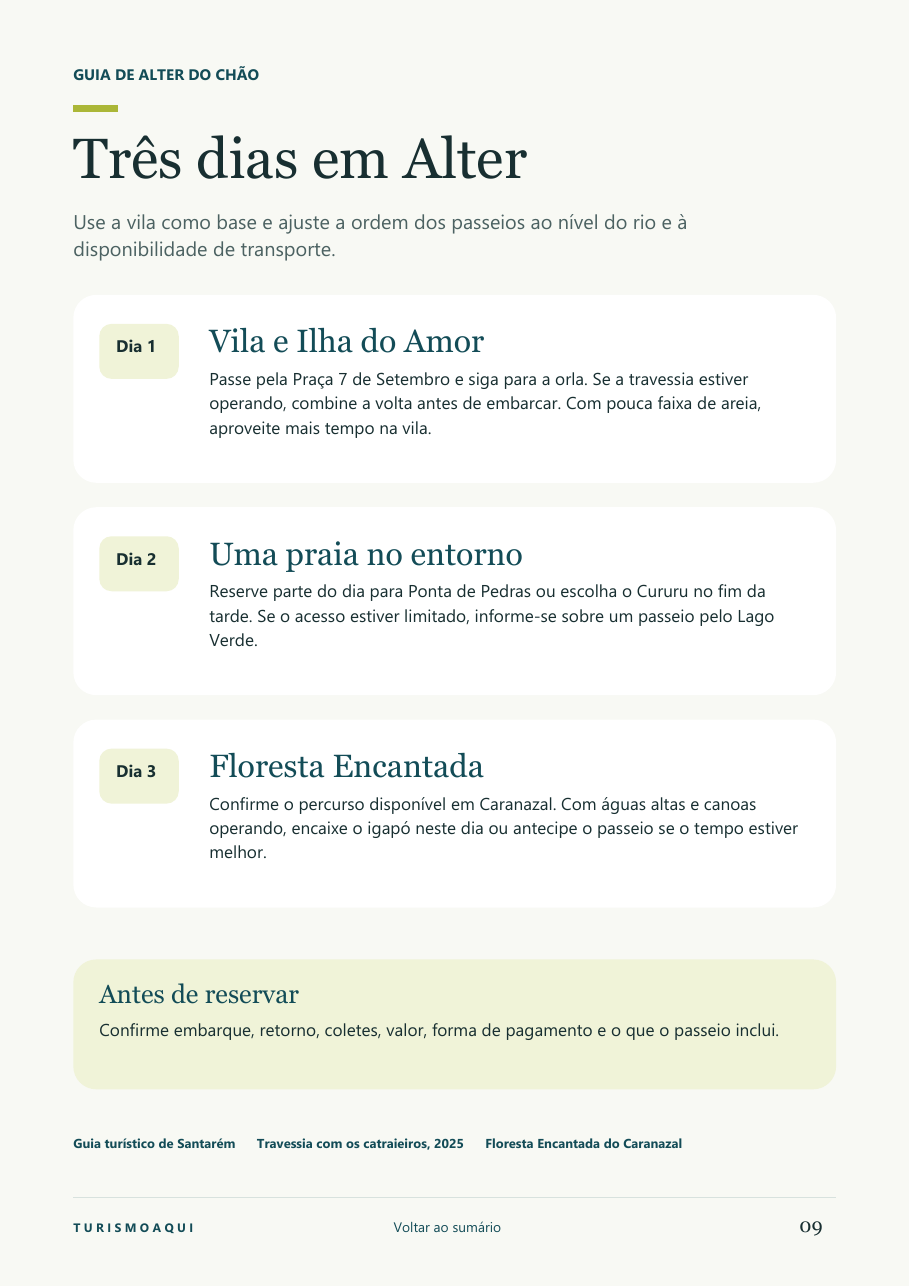 GUIA DE ALTER DO CHÃO
Três dias em Alter
Use a vila como base e ajuste a ordem dos passeios ao nível do rio e à
disponibilidade de transporte.
Dia 1
Vila e Ilha do Amor
Passe pela Praça 7 de Setembro e siga para a orla. Se a travessia estiver
operando, combine a volta antes de embarcar. Com pouca faixa de areia,
aproveite mais tempo na vila.
Dia 2
Uma praia no entorno
Reserve parte do dia para Ponta de Pedras ou escolha o Cururu no fim da
tarde. Se o acesso estiver limitado, informe-se sobre um passeio pelo Lago
Verde.
Dia 3
Floresta Encantada
Confirme o percurso disponível em Caranazal. Com águas altas e canoas
operando, encaixe o igapó neste dia ou antecipe o passeio se o tempo estiver
melhor.
Antes de reservar
Confirme embarque, retorno, coletes, valor, forma de pagamento e o que o passeio inclui.
Guia turístico de Santarém Travessia com os catraieiros, 2025 Floresta Encantada do Caranazal
TURISMOAQUI Voltar ao sumário 09